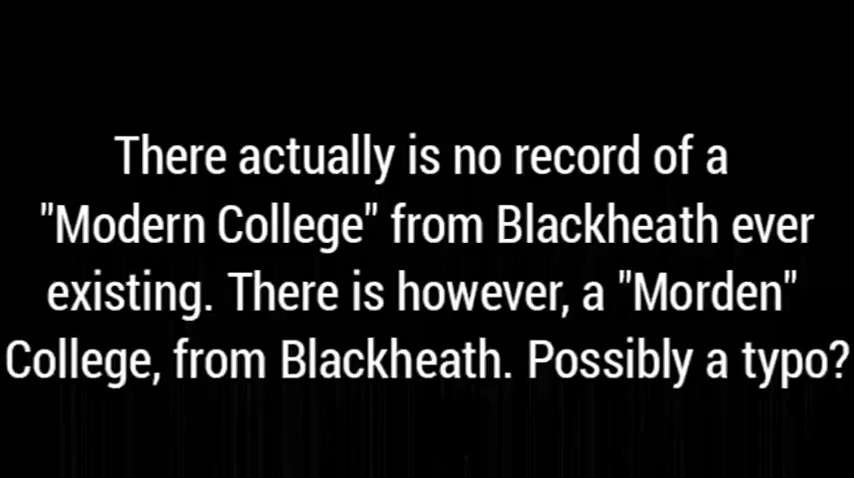 There actually is no record of a
"Modern College" from Blackheath ever
existing. There is however, a "Morden"
College, from Blackheath. Possibly a typo?